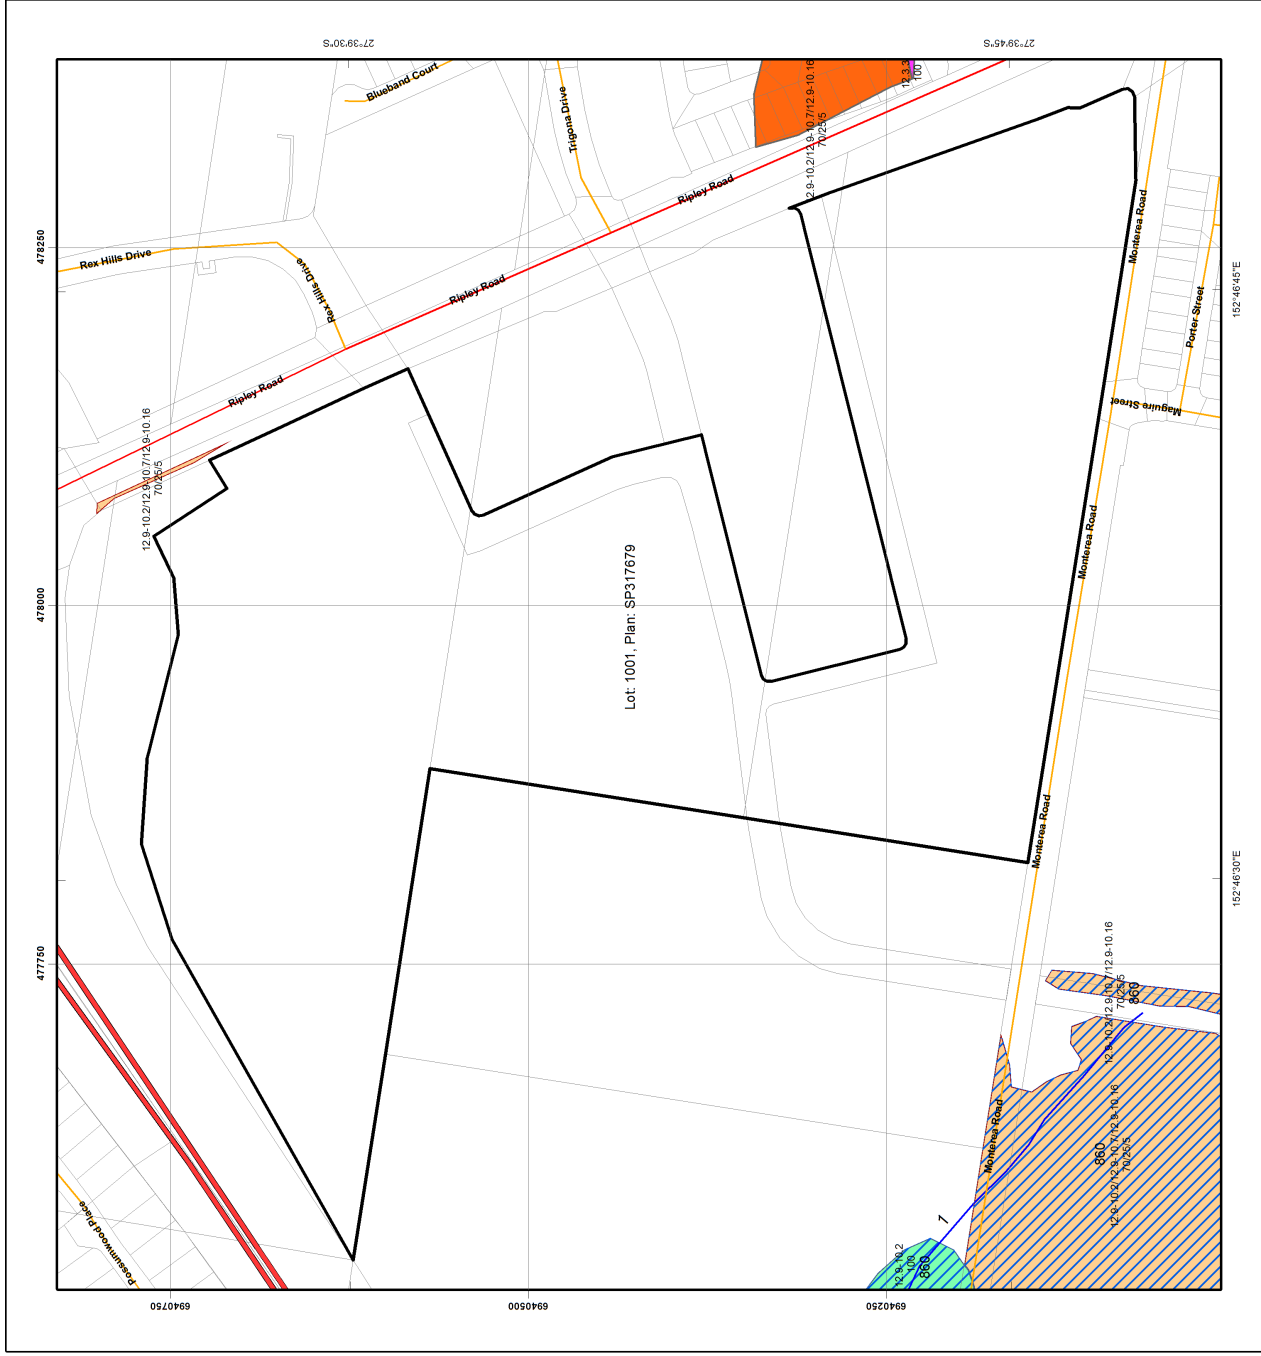 27°39'30"S
27°39'45"S
Blueband Court
Trigona Drive
12.3.3
100
2.9-10.2/12.9-10.7/12.9-10.16
70/25/5
Ripley Road
478250
Rex Hills Drive
Rex Hills Drive
Ripley Road
Monterea Road
152°46'45"E
Porter Street
Ripley Road
Maguire Street
12.9-10.2/12.9-10.7/12.9-10.16
70/25/5
Monterea Road
478000
Lot: 1001, Plan: SP317679
Monterea Road
152°46'30"E
477750
12.9-10.2/12.9-10.7/12.9-10.16
70/25/5
860
Monterea Road
860
12.9-10.2/12.9-10.7/12.9-10.16
70/25/5
1
Possumwood Place
12.9-10.2
100
860
6940750
6940500
6940250